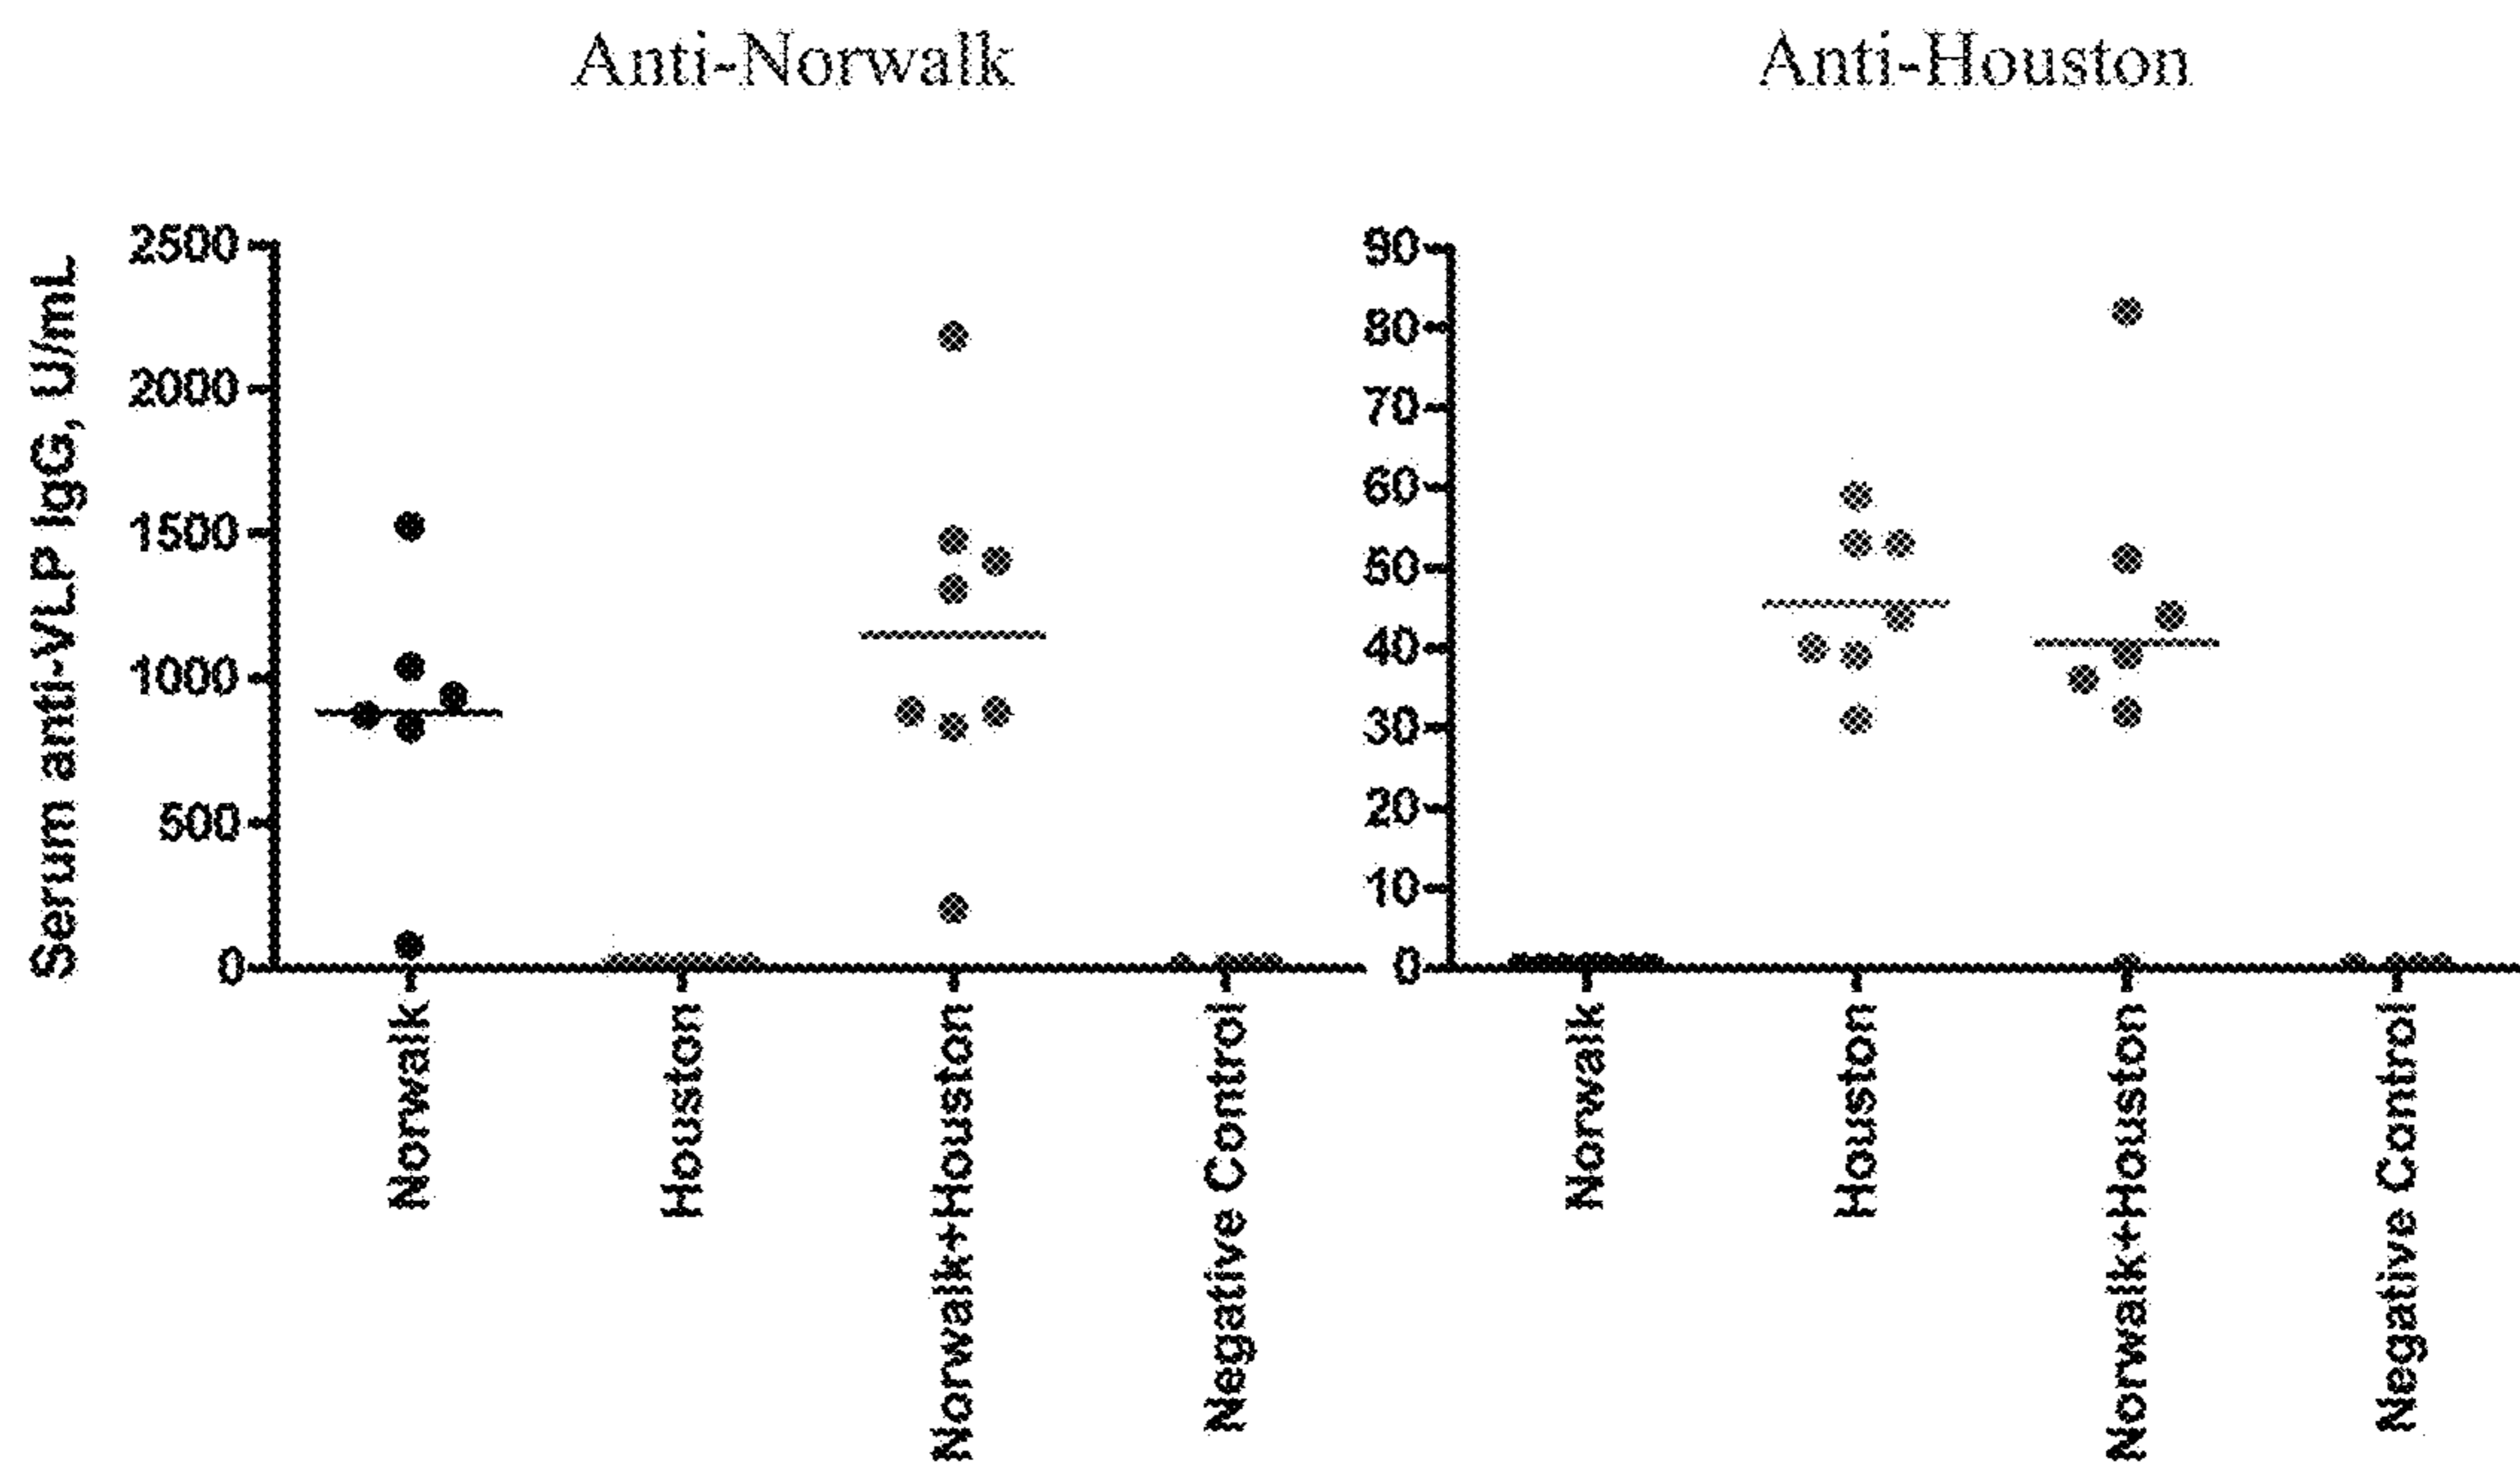 Anti-Norwalk
Anti-Houston
Serum anti-VLP IgG, U/mL
2500
2000
1500
1000
500
0
Norwalk
Houston
Norwalk+Houston
Negative Control
90
80
70
60
50
40
30
20
10
0
Norwalk
Houston
Norwalk+Houston
Negative Control